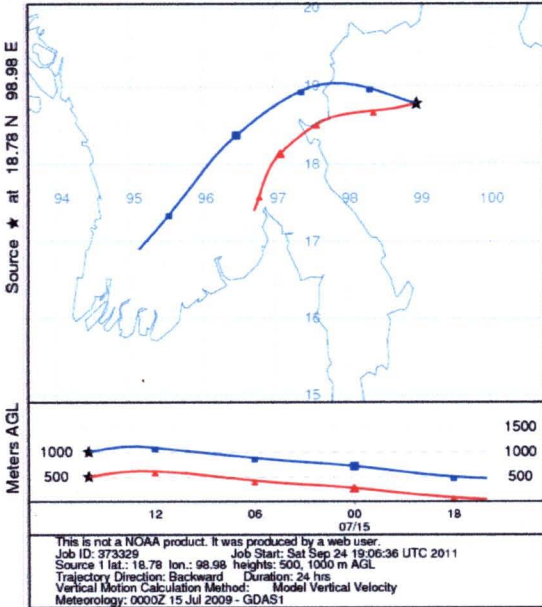 Source ★ at 18.78 N 98.98 E
20
19
18
94 95 96 97 98 99 100
17
16
15
Meters AGL
1500
1000 1000
500 500
12 06 00 18
07/15
This is not a NOAA product. It was produced by a web user.
Job ID: 373329 Job Start: Sat Sep 24 19:06:36 UTC 2011
Source 1 lat.: 18.78 lon.: 98.98 heights: 500, 1000 m AGL
Trajectory Direction: Backward Duration: 24 hrs
Vertical Motion Calculation Method: Model Vertical Velocity
Meteorology: 0000Z 15 Jul 2009 - GDAS1